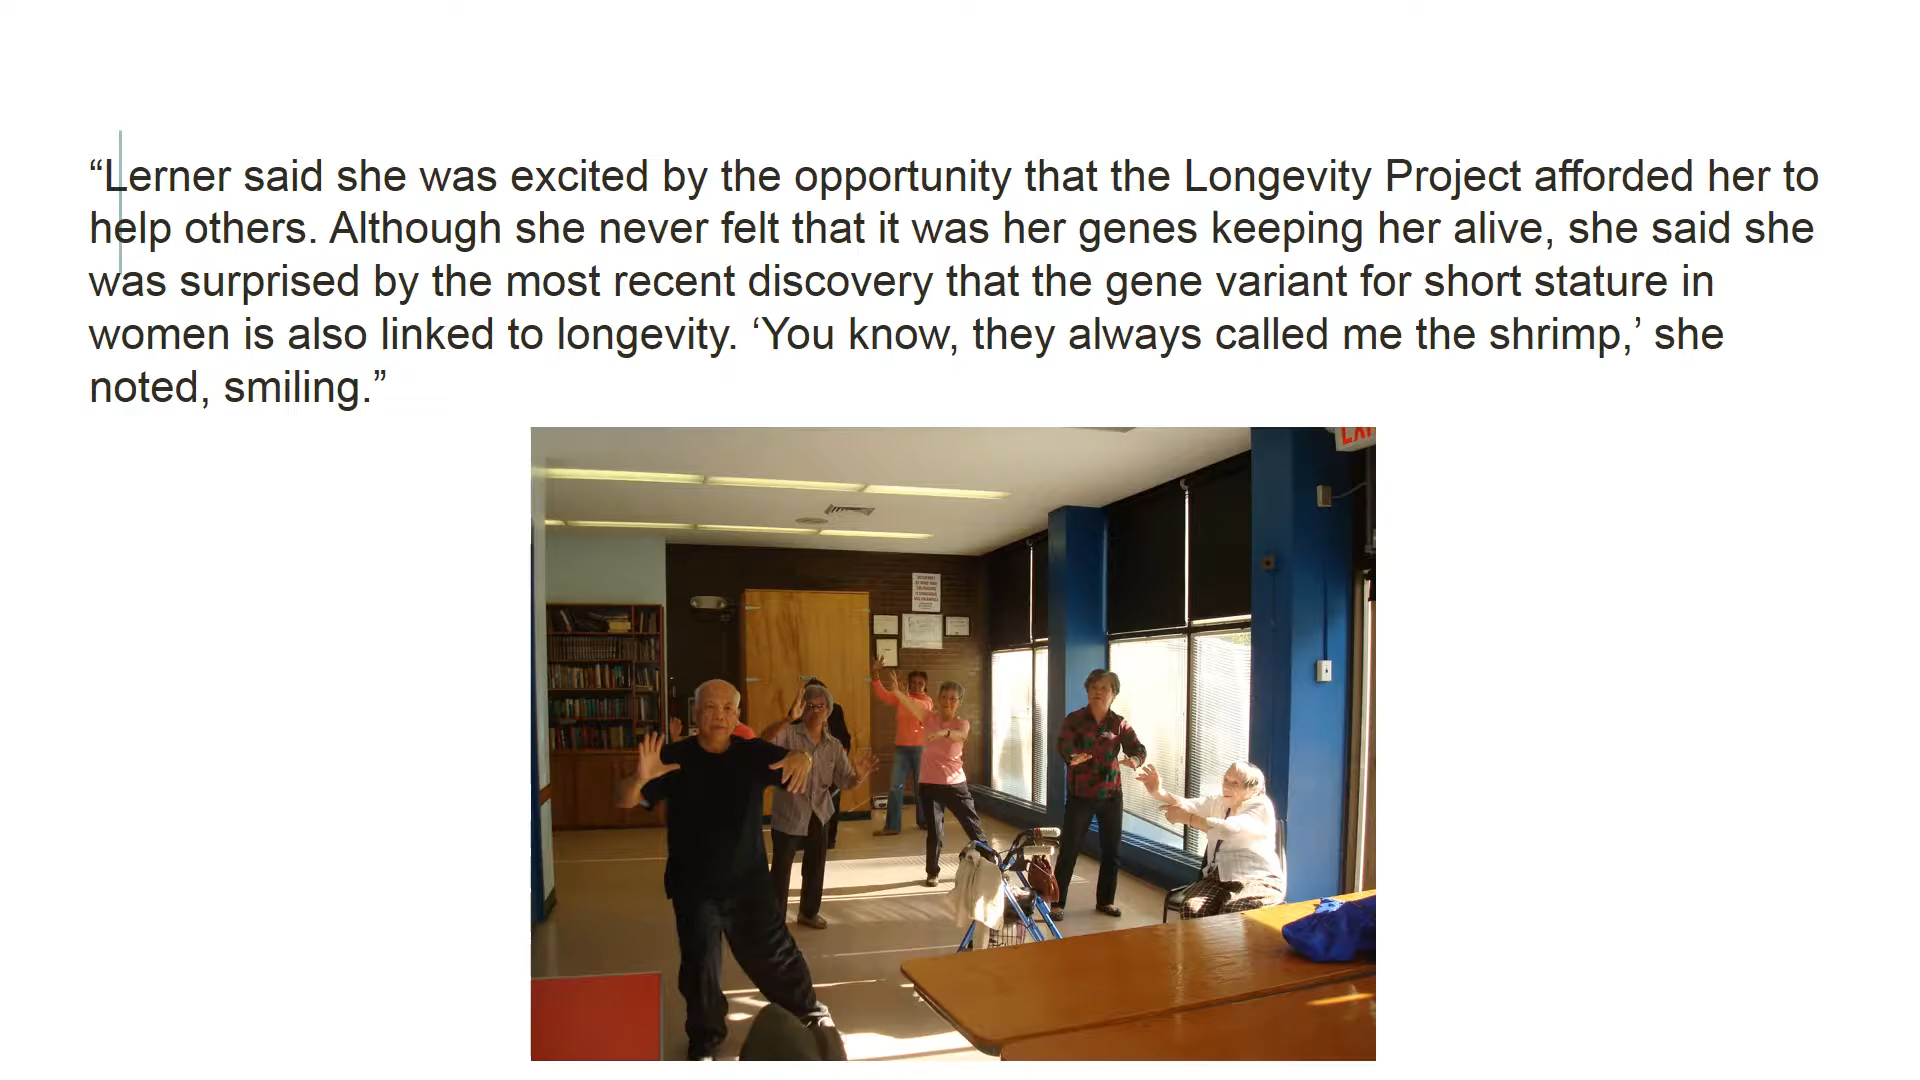 “Lerner said she was excited by the opportunity that the Longevity Project afforded her to
help others. Although she never felt that it was her genes keeping her alive, she said she
was surprised by the most recent discovery that the gene variant for short stature in
women is also linked to longevity. ‘You know, they always called me the shrimp,’ she
noted, smiling.”